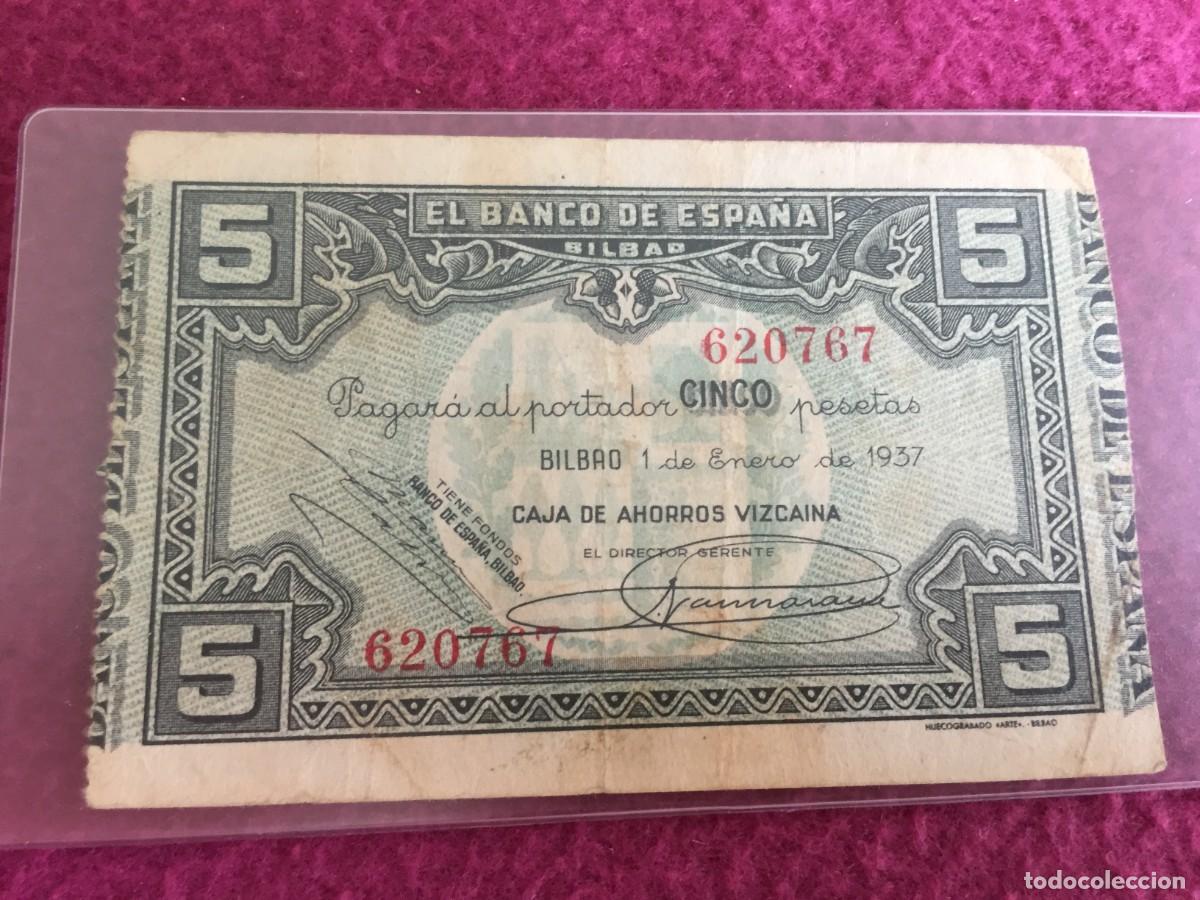 5 EL BANCO DE ESPAÑA 5
BILBAO
620767
Pagará al portador CINCO pesetas
BILBAO 1 de Enero de 1937
CAJA DE AHORROS VIZCAINA
EL DIRECTOR GERENTE
TIENE FONDOS
BANCO DE ESPAÑA, BILBAO.
620767
5 5
HUECOGRABADO «ARTE». - BILBAO
BANCO DE ESPAÑA
BANCO DE ESPAÑA
todocoleccion